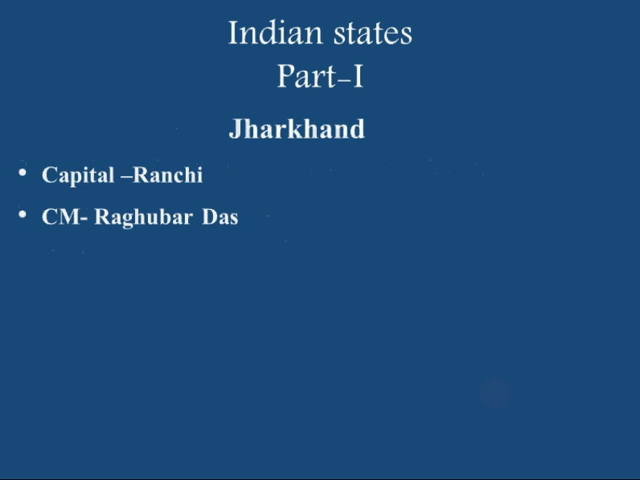 Indian states
Part-I
Jharkhand
• Capital –Ranchi
• CM- Raghubar Das